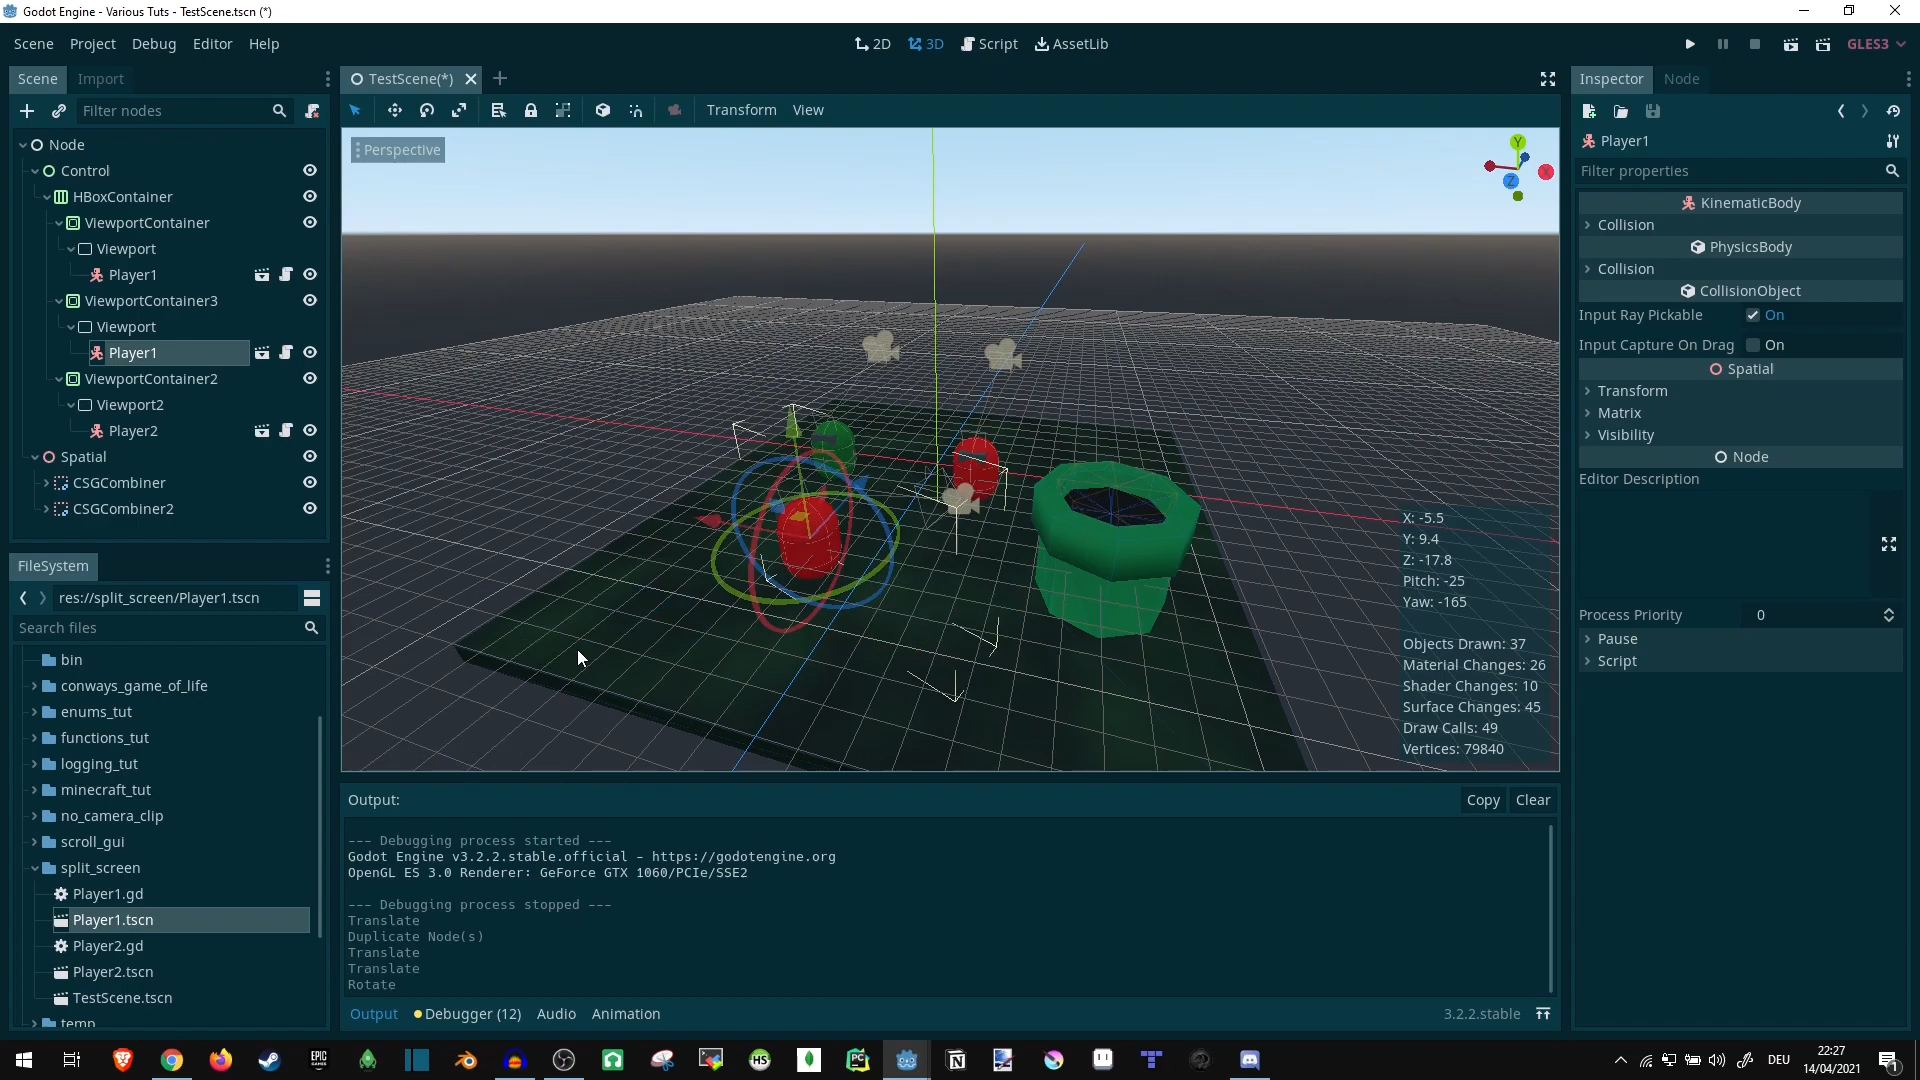 Godot Engine - Various Tuts - TestScene.tscn (*)
Scene Project Debug Editor Help
2D 3D Script AssetLib
GLES3
Scene Import
TestScene(*)
Inspector Node
Filter nodes
Transform View
Node
Control
HBoxContainer
ViewportContainer
Viewport
Player1
ViewportContainer3
Viewport
Player1
ViewportContainer2
Viewport2
Player2
Spatial
CSGCombiner
CSGCombiner2
Perspective
Y
X
Z
X: -5.5
Y: 9.4
Z: -17.8
Pitch: -25
Yaw: -165
Objects Drawn: 37
Material Changes: 26
Shader Changes: 10
Surface Changes: 45
Draw Calls: 49
Vertices: 79840
Player1
Filter properties
KinematicBody
Collision
PhysicsBody
Collision
CollisionObject
Input Ray Pickable On
Input Capture On Drag On
Spatial
Transform
Matrix
Visibility
Node
Editor Description
Process Priority 0
Pause
Script
FileSystem
res://split_screen/Player1.tscn
Search files
bin
conways_game_of_life
enums_tut
functions_tut
logging_tut
minecraft_tut
no_camera_clip
scroll_gui
split_screen
Player1.gd
Player1.tscn
Player2.gd
Player2.tscn
TestScene.tscn
temp
Output:
Copy Clear
--- Debugging process started ---
Godot Engine v3.2.2.stable.official - https://godotengine.org
OpenGL ES 3.0 Renderer: GeForce GTX 1060/PCIe/SSE2
--- Debugging process stopped ---
Translate
Duplicate Node(s)
Translate
Translate
Rotate
Output Debugger (12) Audio Animation
3.2.2.stable
EPIC
HS
PC
N
DEU
22:27
14/04/2021
1